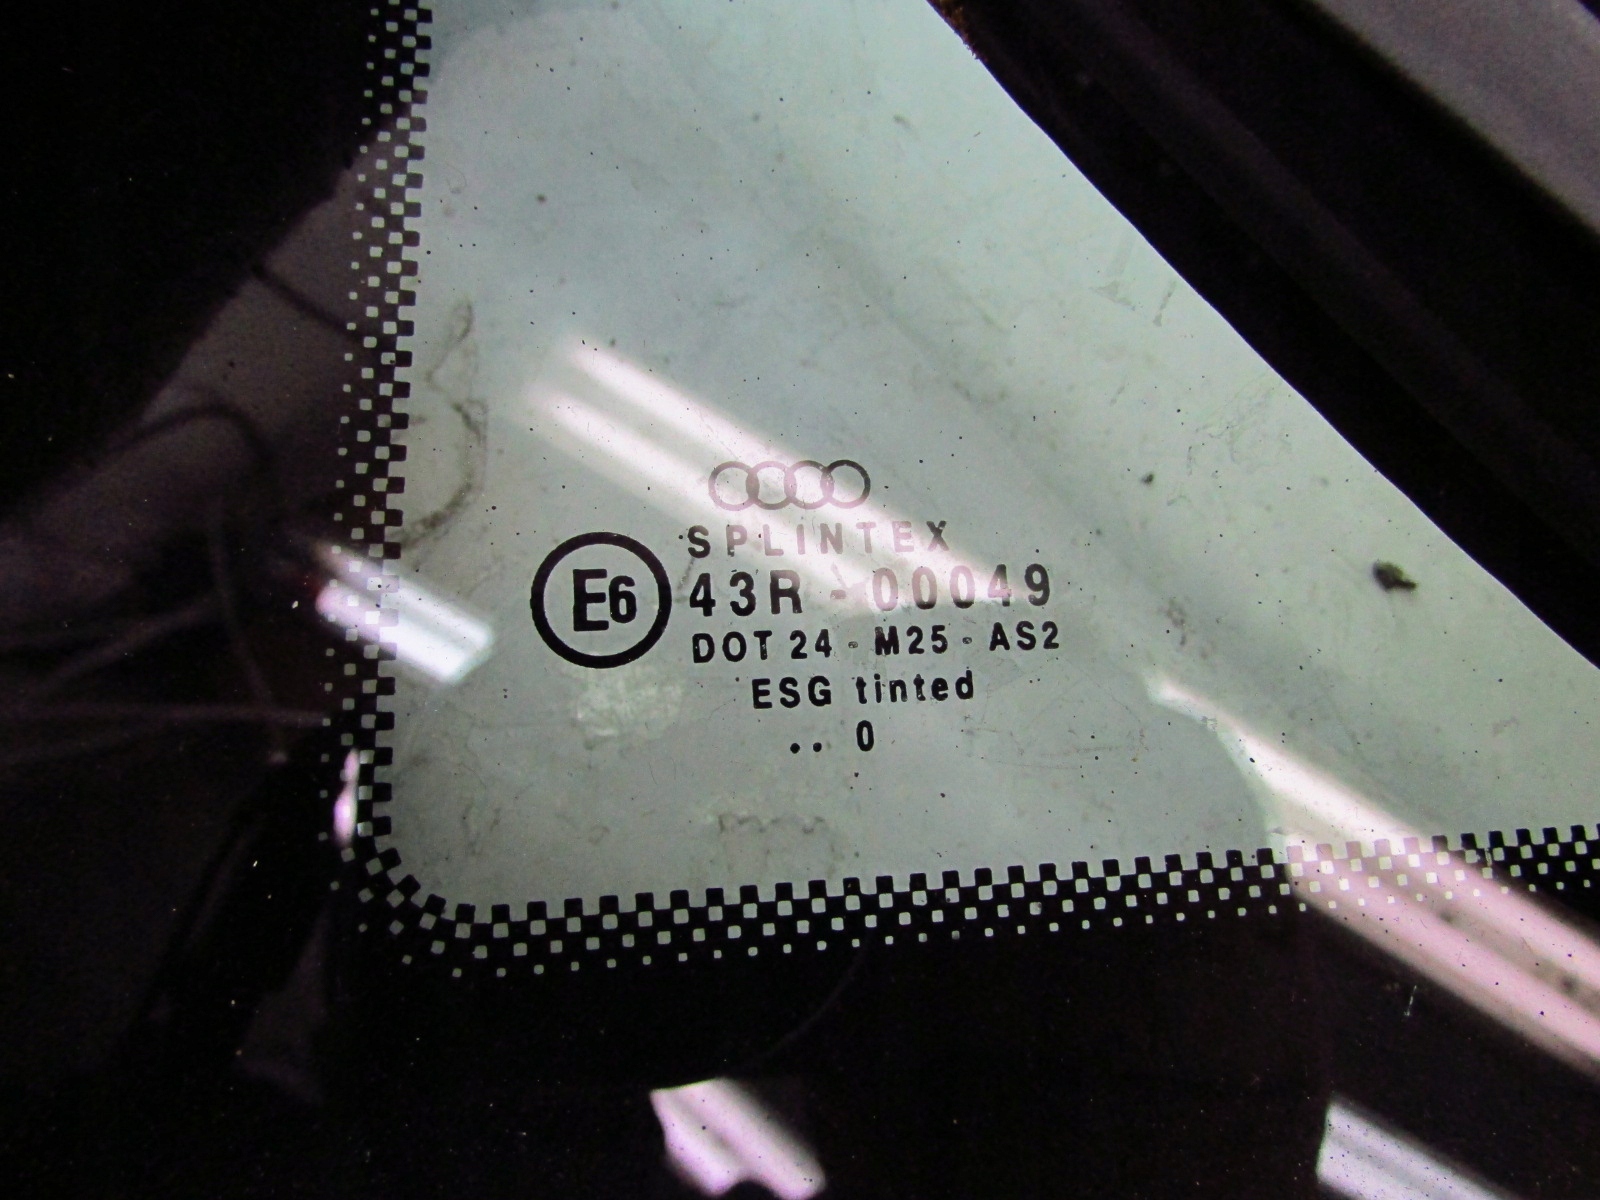 SPLINTEX
E6
43R - 00049
DOT 24 - M25 - AS2
ESG tinted
.. 0